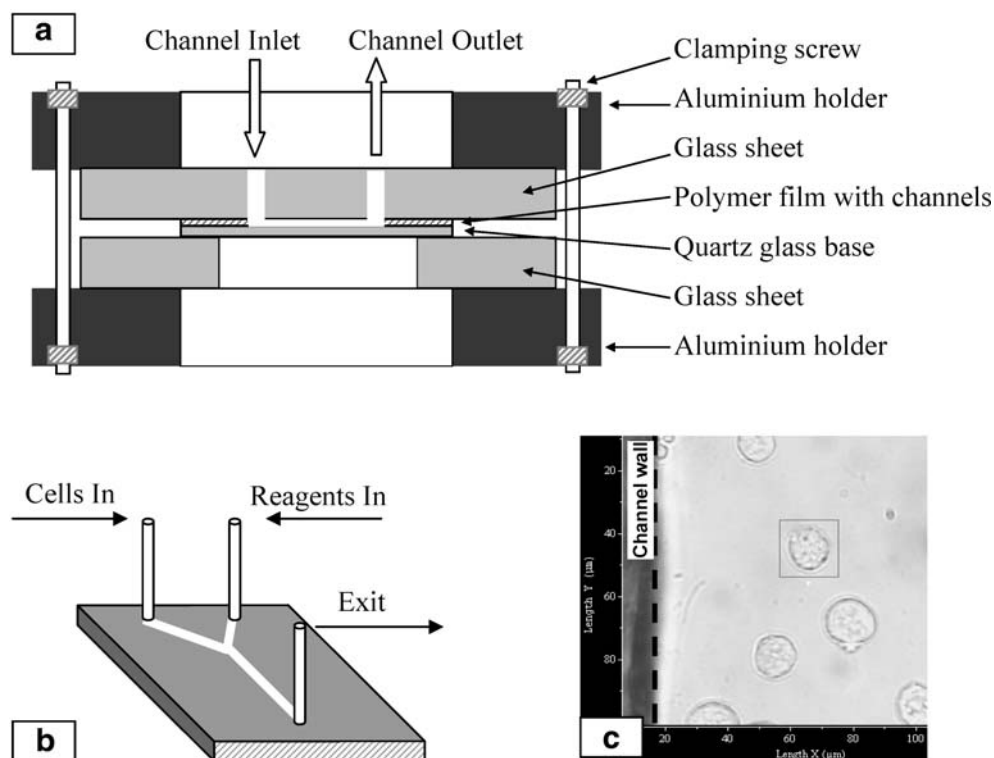 a
Channel Inlet
Channel Outlet
Clamping screw
Aluminium holder
Glass sheet
Polymer film with channels
Quartz glass base
Glass sheet
Aluminium holder
Cells In
Reagents In
Exit
b
Channel wall
Length Y (µm)
20
40
60
80
20
40
60
80
100
Length X (µm)
c